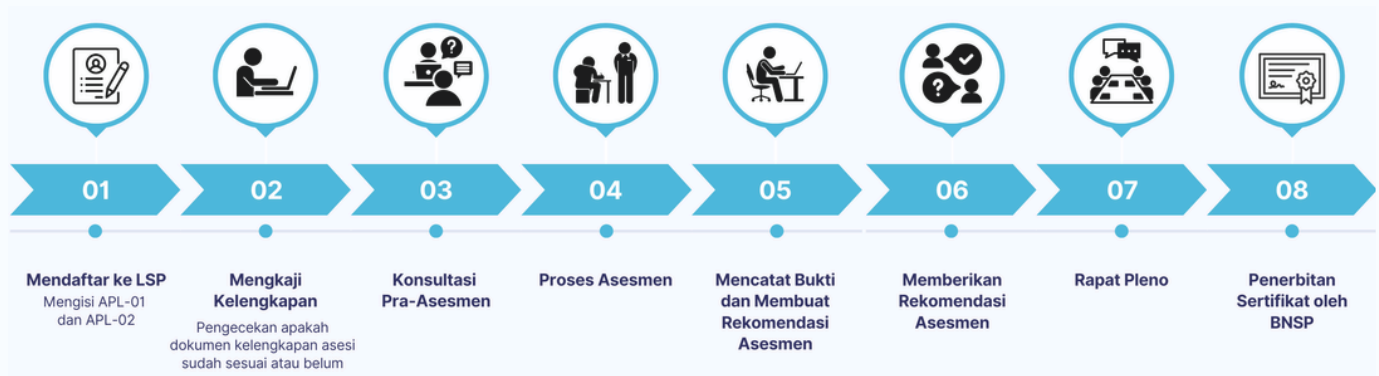 01
02
03
04
05
06
07
08
Mendaftar ke LSP
Mengisi APL-01
dan APL-02
Mengkaji
Kelengkapan
Pengecekan apakah
dokumen kelengkapan asesi
sudah sesuai atau belum
Konsultasi
Pra-Asesmen
Proses Asesmen
Mencatat Bukti
dan Membuat
Rekomendasi
Asesmen
Memberikan
Rekomendasi
Asesmen
Rapat Pleno
Penerbitan
Sertifikat oleh
BNSP